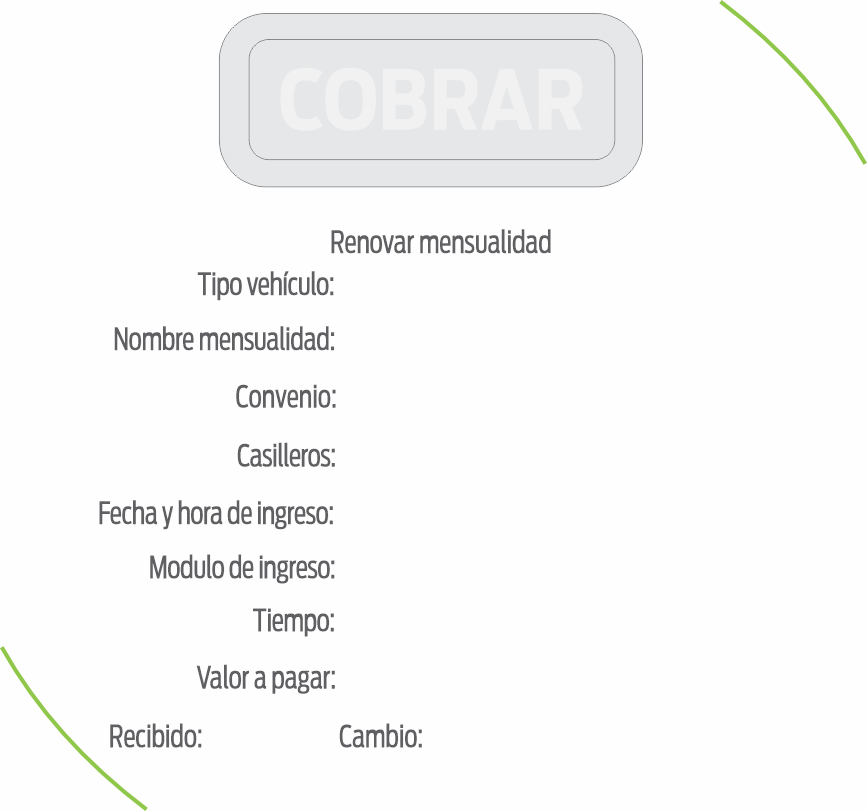 COBRAR
Renovar mensualidad
Tipo vehículo:
Nombre mensualidad:
Convenio:
Casilleros:
Fecha y hora de ingreso:
Modulo de ingreso:
Tiempo:
Valor a pagar:
Recibido: Cambio: